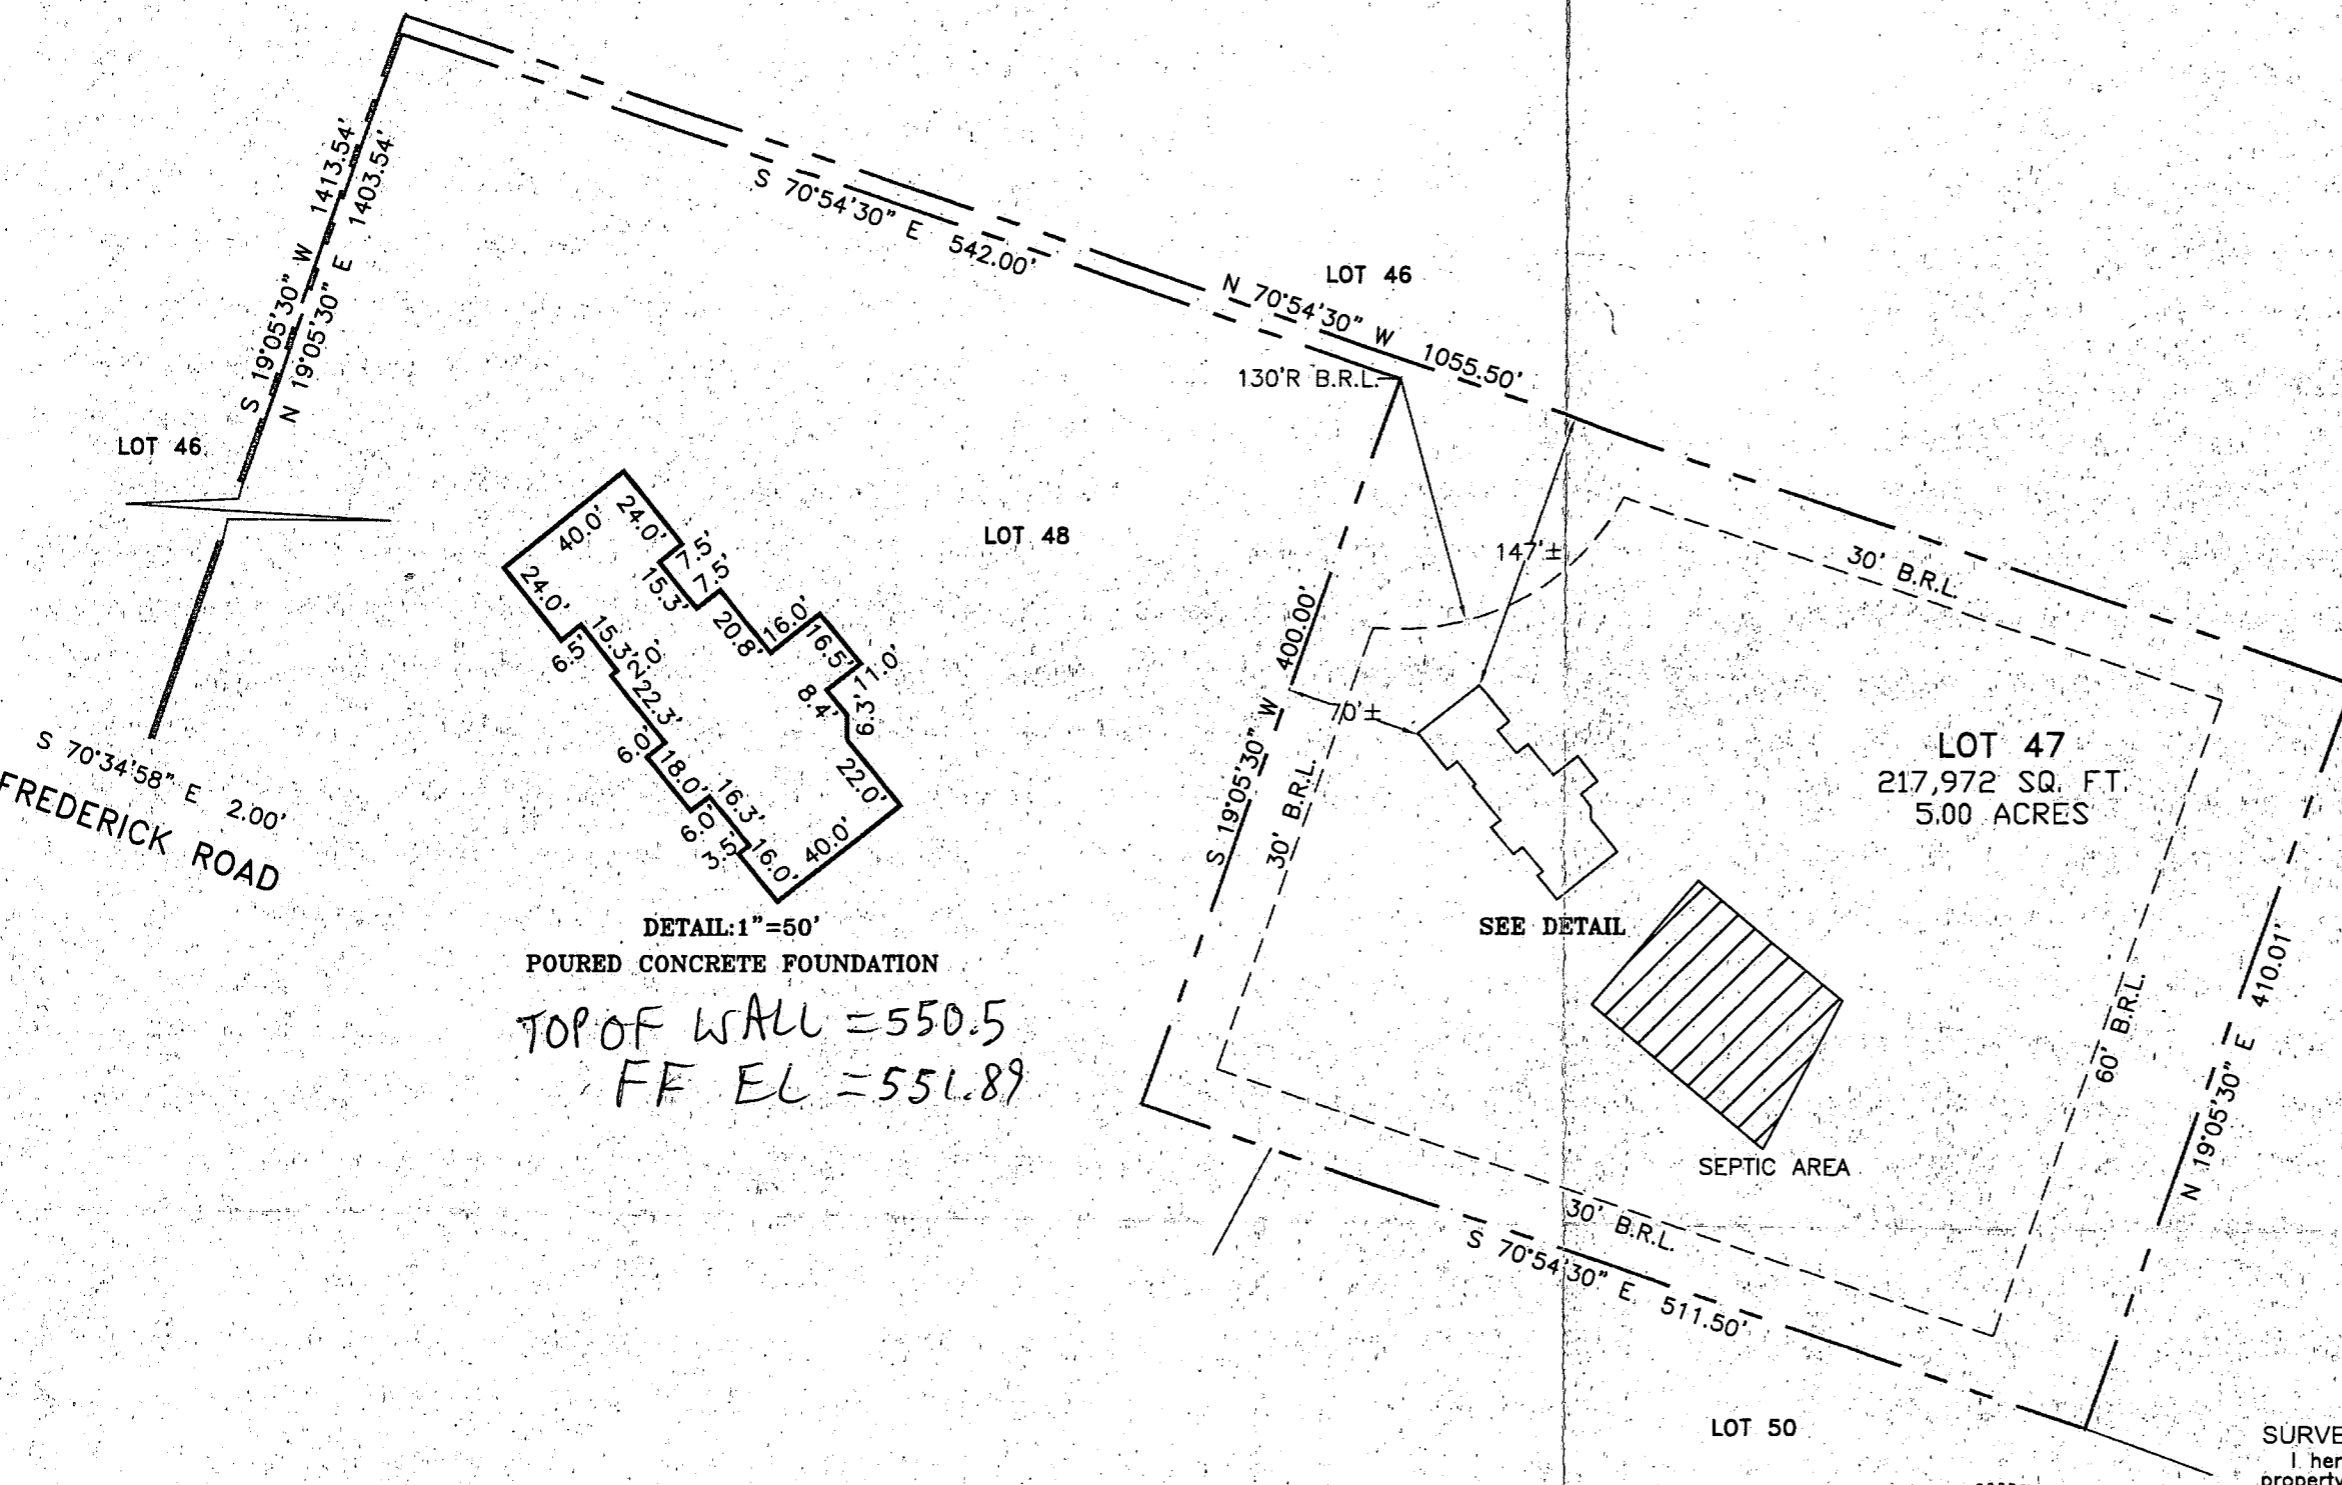 S 19°05'30" W 1413.54'
N 19°05'30" E 1403.54'
LOT 46
S 70°34'58" E 2.00'
FREDERICK ROAD
S 70°54'30" E 542.00'
N 70°54'30" W 1055.50'
LOT 46
130'R B.R.L.
LOT 48
40.0'
24.0'
7.5'
7.5'
15.3'
20.8'
16.0'
16.5'
11.0'
8.4'
6.3'
22.0'
40.0'
16.0'
3.5'
16.3'
6.0'
18.0'
6.0'
22.3'
2.0'
15.3'
6.5'
24.0'
DETAIL:1"=50'
POURED CONCRETE FOUNDATION
TOP OF WALL = 550.5
FF EL = 551.89
147'±
70'±
S 19°05'30" W 400.00'
30' B.R.L.
30' B.R.L.
LOT 47
217,972 SQ. FT.
5.00 ACRES
SEE DETAIL
SEPTIC AREA
60' B.R.L.
N 19°05'30" E 410.01'
30' B.R.L.
S 70°54'30" E 511.50'
LOT 50
SURVE
I her
property